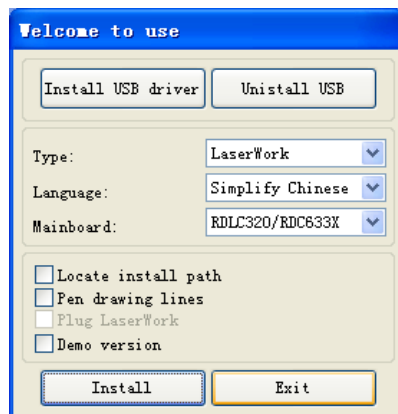 Welcome to use
Install USB driver Unistall USB
Type: LaserWork
Language: Simplify Chinese
Mainboard: RDLC320/RDC633X
Locate install path
Pen drawing lines
Plug LaserWork
Demo version
Install Exit